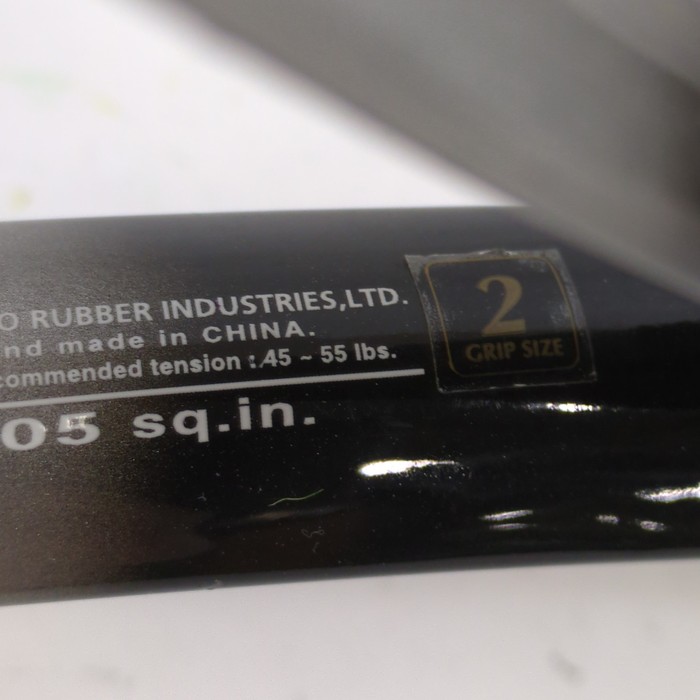 O RUBBER INDUSTRIES,LTD.
nd made in CHINA.
commended tension : 45 ~ 55 lbs.
05 sq.in.
2
GRIP SIZE